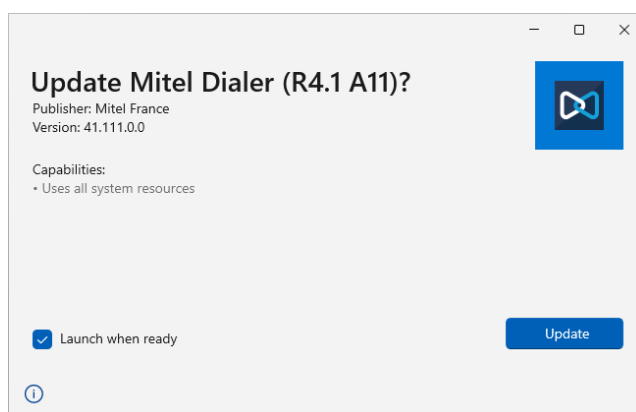 Update Mitel Dialer (R4.1 A11)?
Publisher: Mitel France
Version: 41.111.0.0
Capabilities:
• Uses all system resources
Launch when ready
Update